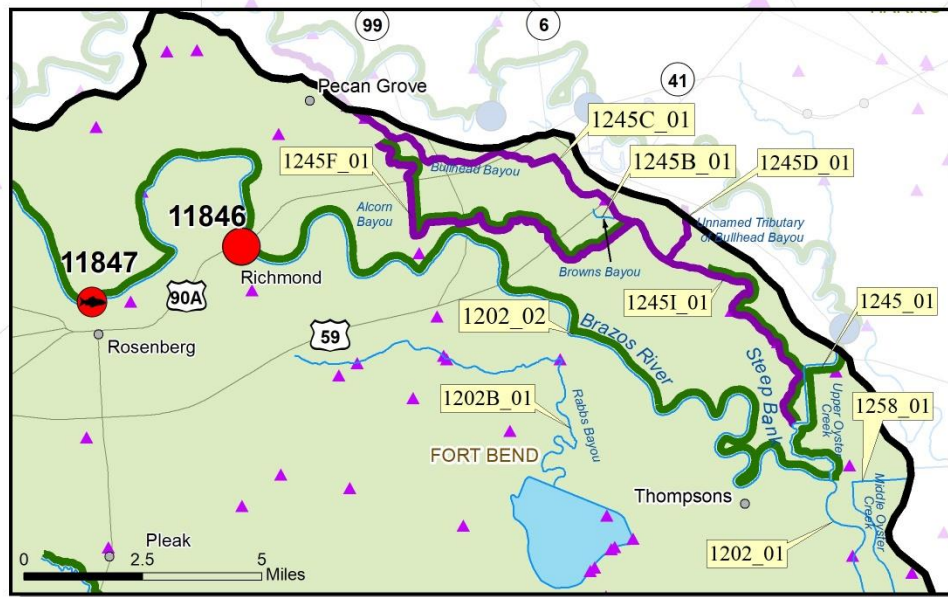 99
6
41
Pecan Grove
1245C_01
1245F_01
Bullhead Bayou
1245B_01
1245D_01
Alcorn
Bayou
Unnamed Tributary
of Bullhead Bayou
11846
11847
Richmond
90A
Browns Bayou
1245I_01
1245_01
1202_02
Brazos River
59
Rosenberg
Steep Bank
Upper Oyster
Creek
1258_01
1202B_01
Rabbs Bayou
FORT BEND
Middle Oyster
Creek
Thompsons
1202_01
Pleak
0 2.5 5
Miles